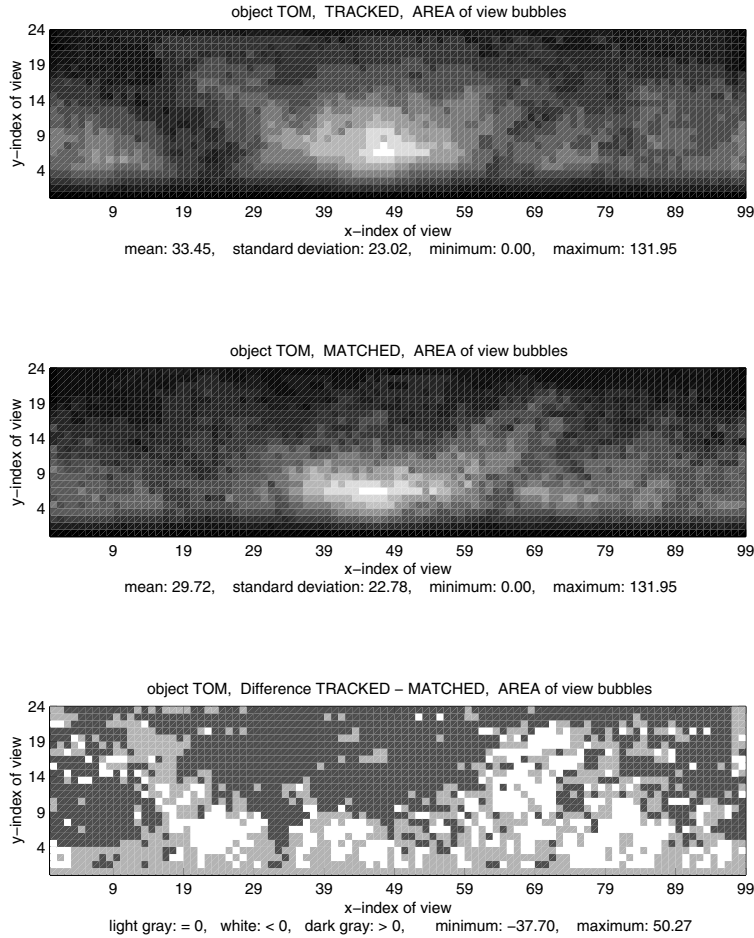 object TOM, TRACKED, AREA of view bubbles
24
19
14
9
4
y−index of view
9 19 29 39 49 59 69 79 89 99
x−index of view
mean: 33.45, standard deviation: 23.02, minimum: 0.00, maximum: 131.95
object TOM, MATCHED, AREA of view bubbles
24
19
14
9
4
y−index of view
9 19 29 39 49 59 69 79 89 99
x−index of view
mean: 29.72, standard deviation: 22.78, minimum: 0.00, maximum: 131.95
object TOM, Difference TRACKED − MATCHED, AREA of view bubbles
24
19
14
9
4
y−index of view
9 19 29 39 49 59 69 79 89 99
x−index of view
light gray: = 0, white: < 0, dark gray: > 0, minimum: −37.70, maximum: 50.27